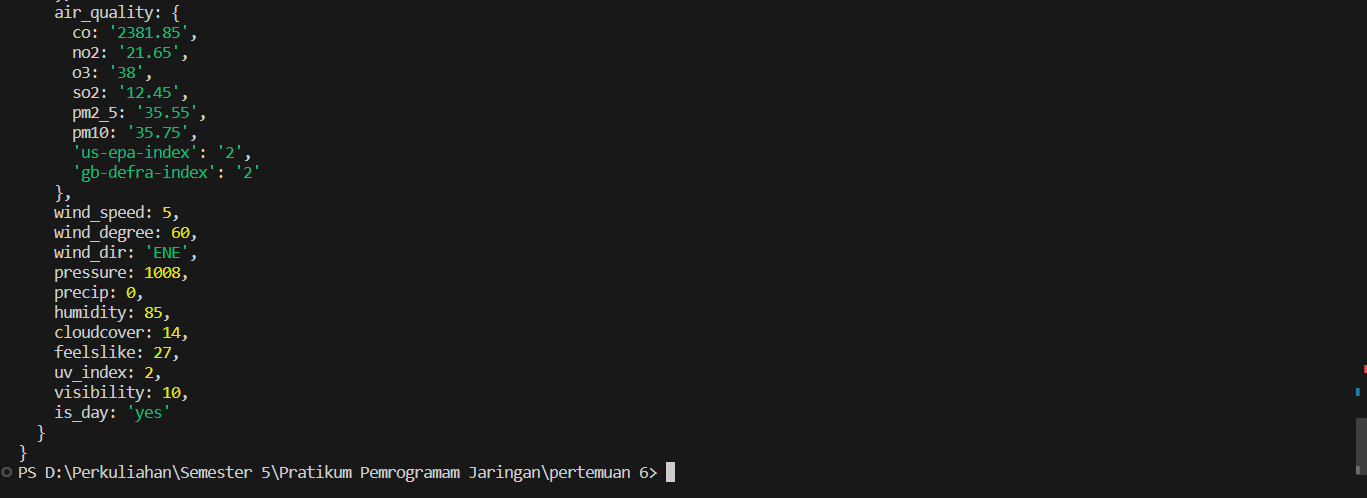 air_quality: {
co: '2381.85',
no2: '21.65',
o3: '38',
so2: '12.45',
pm2_5: '35.55',
pm10: '35.75',
'us-epa-index': '2',
'gb-defra-index': '2'
},
wind_speed: 5,
wind_degree: 60,
wind_dir: 'ENE',
pressure: 1008,
precip: 0,
humidity: 85,
cloudcover: 14,
feelslike: 27,
uv_index: 2,
visibility: 10,
is_day: 'yes'
}
}
PS D:\Perkuliahan\Semester 5\Pratikum Pemrogramam Jaringan\pertemuan 6>